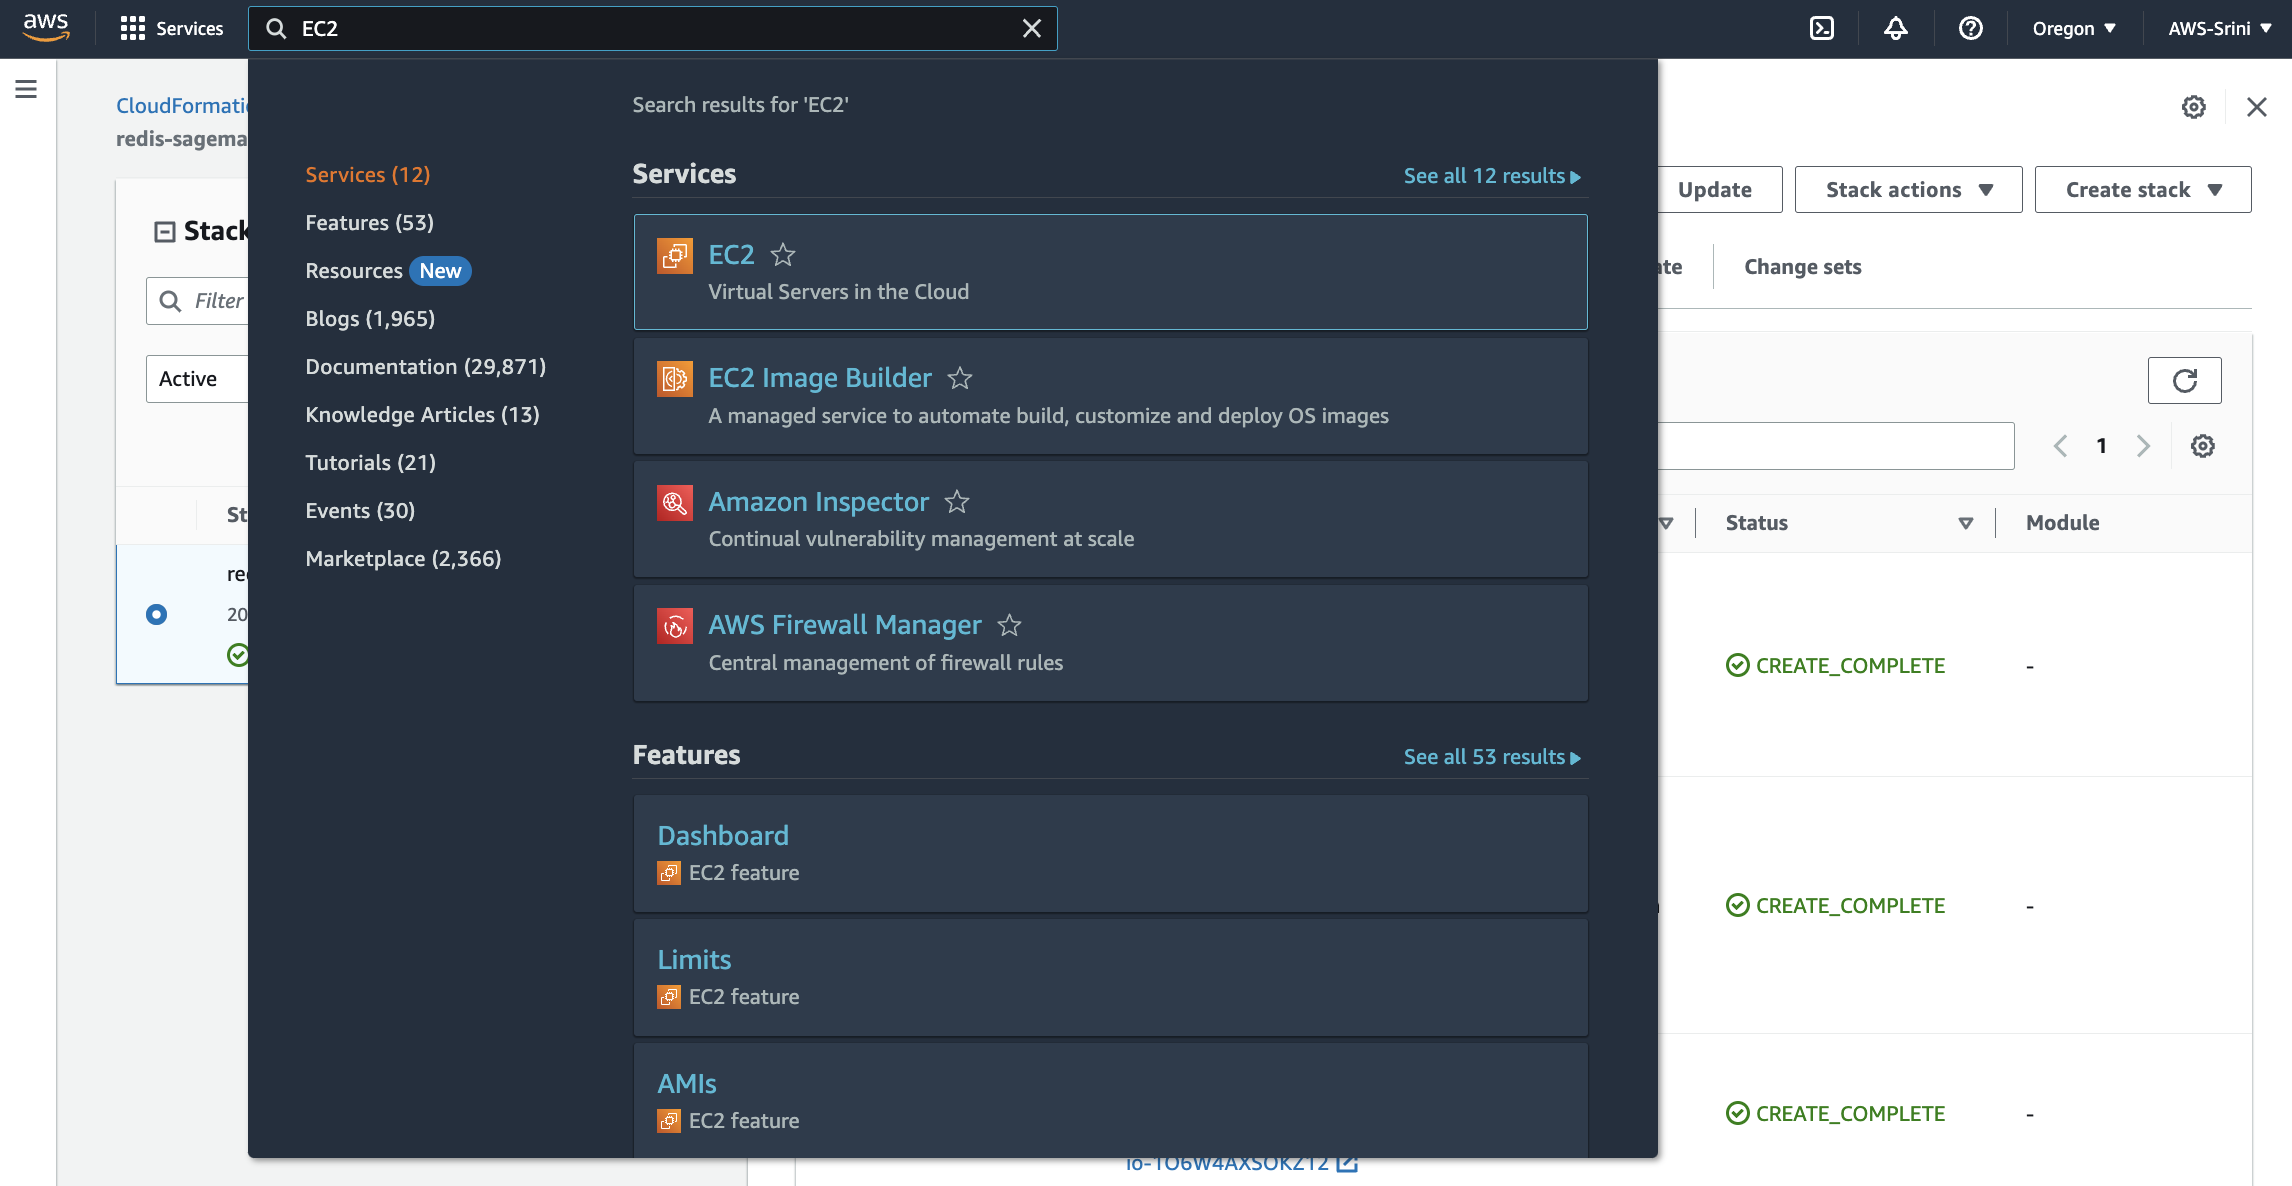 aws
Services
EC2
Oregon
AWS-Srini
CloudFormatio
redis-sagema
Search results for 'EC2'
Services (12)
Features (53)
Resources New
Blogs (1,965)
Documentation (29,871)
Knowledge Articles (13)
Tutorials (21)
Events (30)
Marketplace (2,366)
Services
See all 12 results
EC2
Virtual Servers in the Cloud
EC2 Image Builder
A managed service to automate build, customize and deploy OS images
Amazon Inspector
Continual vulnerability management at scale
AWS Firewall Manager
Central management of firewall rules
Features
See all 53 results
Dashboard
EC2 feature
Limits
EC2 feature
AMIs
EC2 feature
Stack
Filter
Active
St
20
Update
Stack actions
Create stack
Change sets
1
Status
Module
CREATE_COMPLETE
-
CREATE_COMPLETE
-
CREATE_COMPLETE
-